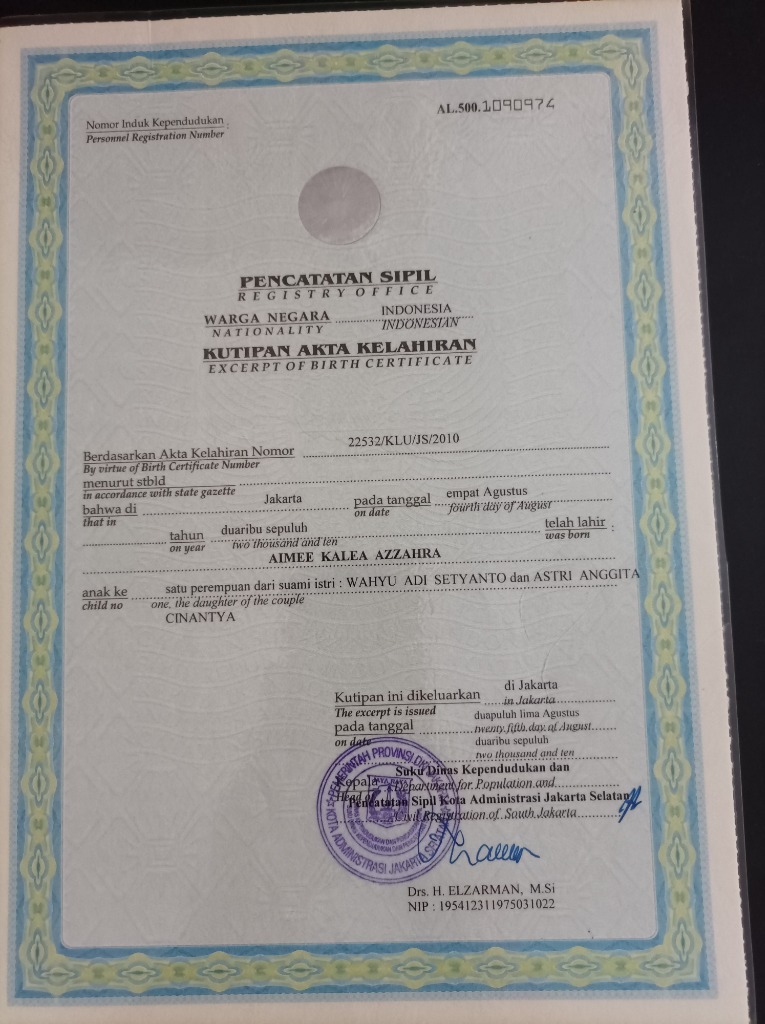 AL.500.1090974
Nomor Induk Kependudukan :
Personnel Registration Number
PENCATATAN SIPIL
REGISTRY OFFICE
WARGA NEGARA INDONESIA
NATIONALITY INDONESIAN
KUTIPAN AKTA KELAHIRAN
EXCERPT OF BIRTH CERTIFICATE
Berdasarkan Akta Kelahiran Nomor 22532/KLU/JS/2010
By virtue of Birth Certificate Number
menurut stbld
in accordance with state gazette
bahwa di Jakarta pada tanggal empat Agustus
that in on date fourth day of August
tahun duaribu sepuluh telah lahir :
on year two thousand and ten was born
AIMEE KALEA AZZAHRA
anak ke satu perempuan dari suami istri : WAHYU ADI SETYANTO dan ASTRI ANGGITA
child no one, the daughter of the couple
CINANTYA
Kutipan ini dikeluarkan di Jakarta
The excerpt is issued in Jakarta
pada tanggal duapuluh lima Agustus
on date twenty fifth day of August
duaribu sepuluh
two thousand and ten
Kepala Suku Dinas Kependudukan dan
Head of Department for Population and
Pencatatan Sipil Kota Administrasi Jakarta Selatan
Civil Registration of South Jakarta
PEMERINTAH PROVINSI DKI JAKARTA
JAYA RAYA
KOTA ADMINISTRASI JAKARTA SELATAN
Drs. H. ELZARMAN, M.Si
NIP : 195412311975031022